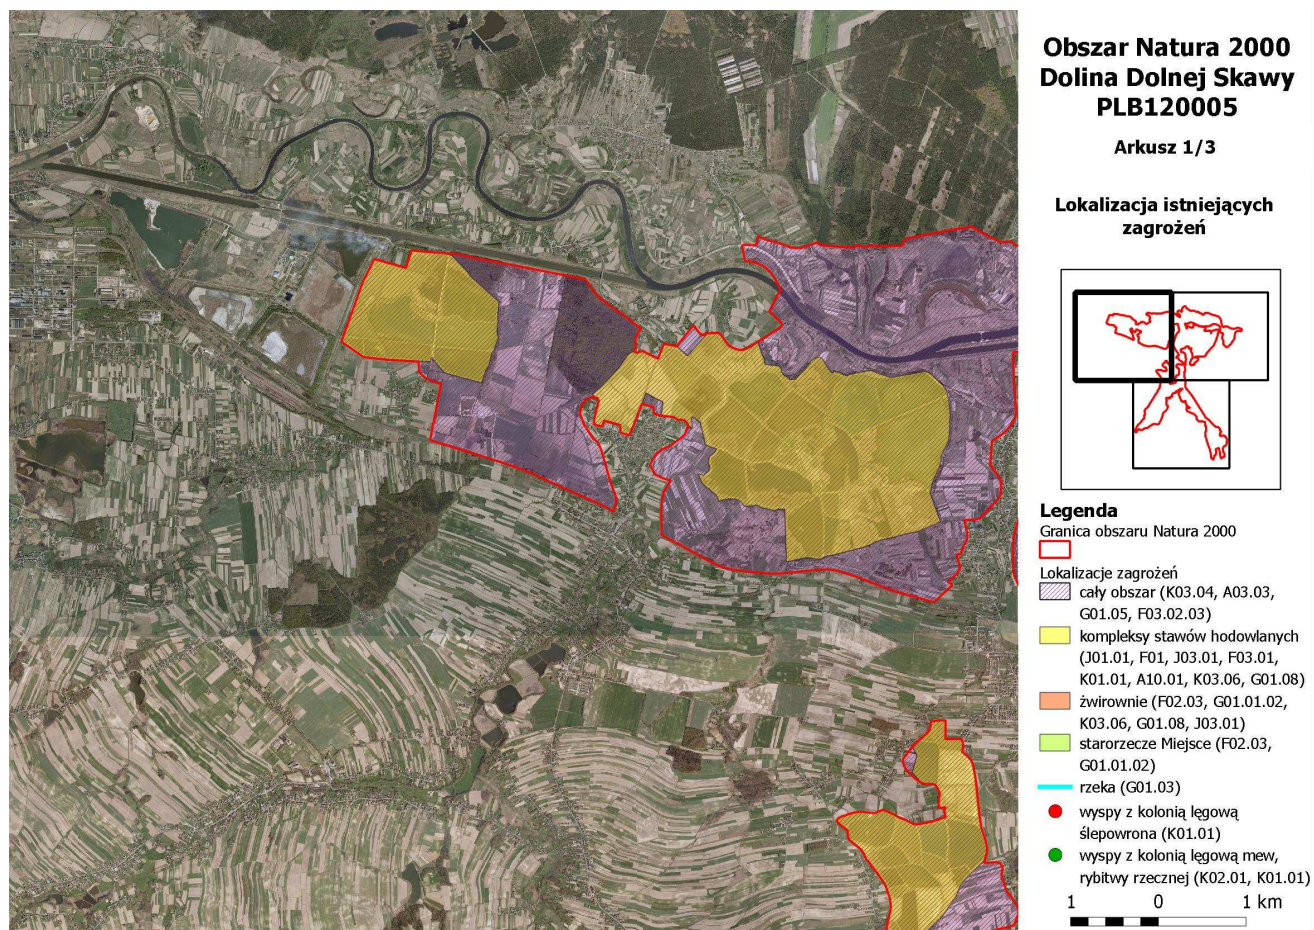 Obszar Natura 2000
Dolina Dolnej Skawy
PLB120005
Arkusz 1/3
Lokalizacja istniejących
zagrożeń
Legenda
Granica obszaru Natura 2000
Lokalizacje zagrożeń
cały obszar (K03.04, A03.03,
G01.05, F03.02.03)
kompleksy stawów hodowlanych
(J01.01, F01, J03.01, F03.01,
K01.01, A10.01, K03.06, G01.08)
żwirownie (F02.03, G01.01.02,
K03.06, G01.08, J03.01)
starorzecze Miejsce (F02.03,
G01.01.02)
rzeka (G01.03)
wyspy z kolonią lęgową
ślepowrona (K01.01)
wyspy z kolonią lęgową mew,
rybitwy rzecznej (K02.01, K01.01)
1 0 1 km